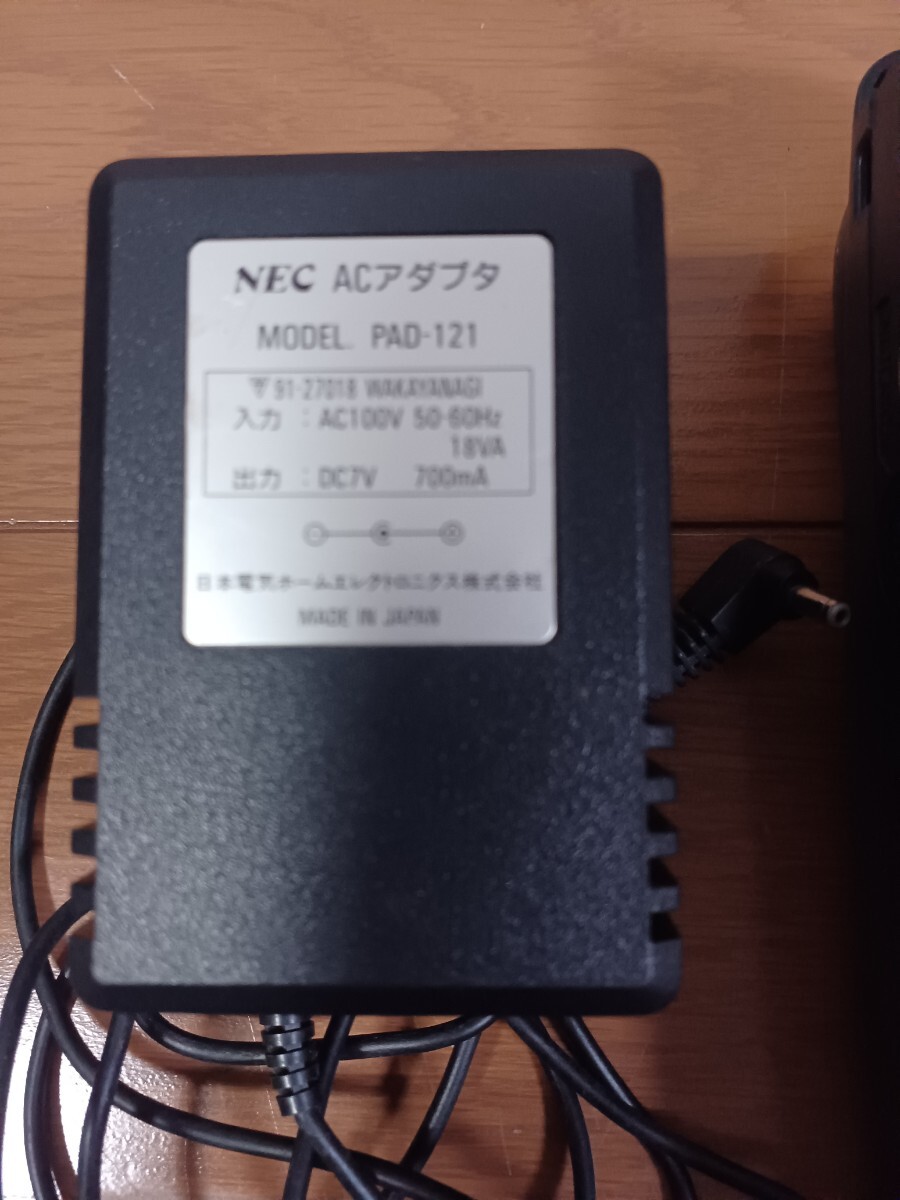 NEC ACアダプタ
MODEL. PAD-121
91-27018 WAKAYANAGI
入力 : AC100V 50-60Hz
18VA
出力 : DC7V 700mA
日本電気ホームエレクトロニクス株式会社
MADE IN JAPAN